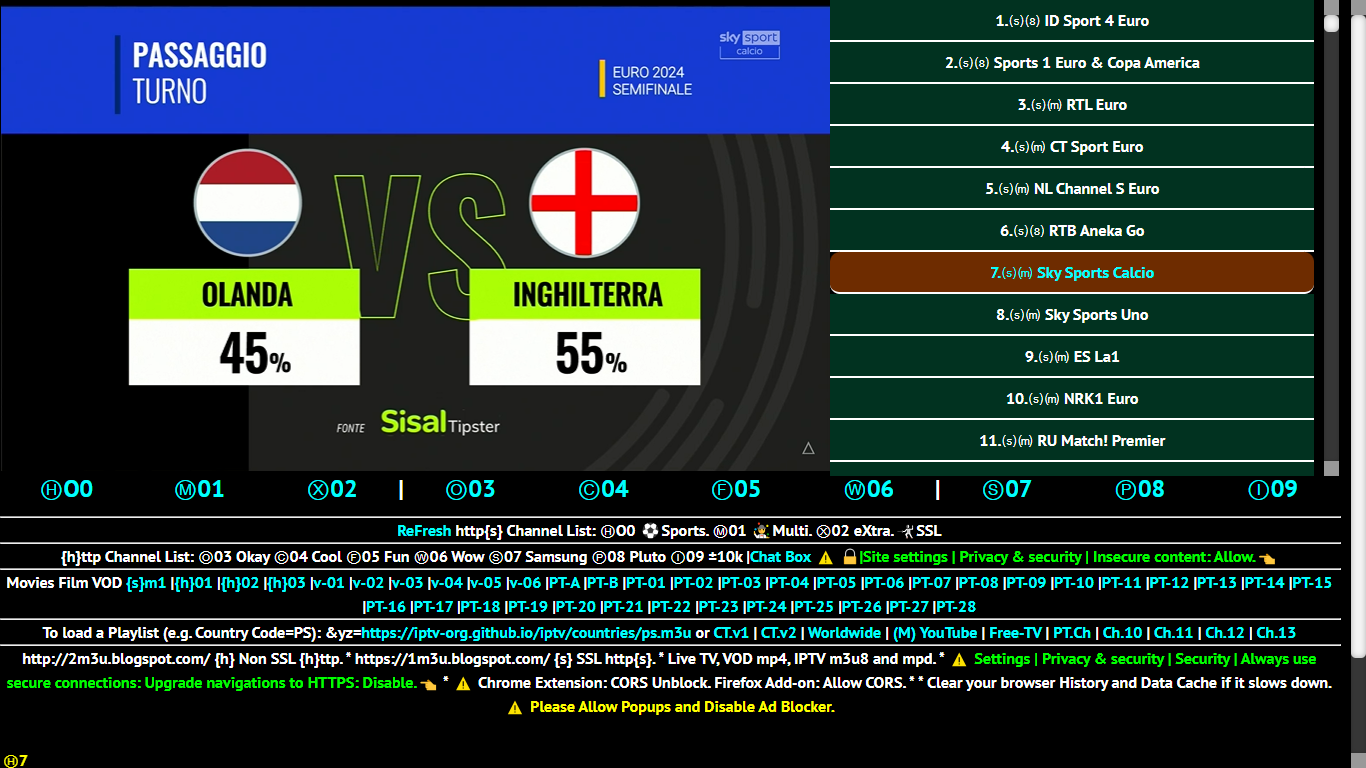 PASSAGGIO
TURNO
sky sport
calcio
EURO 2024
SEMIFINALE
VS
OLANDA
45%
INGHILTERRA
55%
FONTE Sisal Tipster
1.(s)(8) ID Sport 4 Euro
2.(s)(8) Sports 1 Euro & Copa America
3.(s)(m) RTL Euro
4.(s)(m) CT Sport Euro
5.(s)(m) NL Channel S Euro
6.(s)(8) RTB Aneka Go
7.(s)(m) Sky Sports Calcio
8.(s)(m) Sky Sports Uno
9.(s)(m) ES La1
10.(s)(m) NRK1 Euro
11.(s)(m) RU Match! Premier
Ⓗ00 Ⓜ01 Ⓧ02 | Ⓞ03 Ⓒ04 Ⓕ05 Ⓦ06 | Ⓢ07 Ⓟ08 Ⓘ09
ReFresh http{s} Channel List: Ⓗ00 ⚽ Sports. Ⓜ01 Multi. Ⓧ02 eXtra. SSL
{h}ttp Channel List: Ⓞ03 Okay Ⓒ04 Cool Ⓕ05 Fun Ⓦ06 Wow Ⓢ07 Samsung Ⓟ08 Pluto Ⓘ09 ±10k |Chat Box ⚠ 🔒|Site settings | Privacy & security | Insecure content: Allow. 👈
Movies Film VOD {s}m1 |{h}01 |{h}02 |{h}03 |v-01 |v-02 |v-03 |v-04 |v-05 |v-06 |PT-A |PT-B |PT-01 |PT-02 |PT-03 |PT-04 |PT-05 |PT-06 |PT-07 |PT-08 |PT-09 |PT-10 |PT-11 |PT-12 |PT-13 |PT-14 |PT-15
|PT-16 |PT-17 |PT-18 |PT-19 |PT-20 |PT-21 |PT-22 |PT-23 |PT-24 |PT-25 |PT-26 |PT-27 |PT-28
To load a Playlist (e.g. Country Code=PS): &yz=https://iptv-org.github.io/iptv/countries/ps.m3u or CT.v1 | CT.v2 | Worldwide | (M) YouTube | Free-TV | PT.Ch | Ch.10 | Ch.11 | Ch.12 | Ch.13
http://2m3u.blogspot.com/ {h} Non SSL {h}ttp. * https://1m3u.blogspot.com/ {s} SSL http{s}. * Live TV, VOD mp4, IPTV m3u8 and mpd. * ⚠ Settings | Privacy & security | Security | Always use
secure connections: Upgrade navigations to HTTPS: Disable. 👈 * ⚠ Chrome Extension: CORS Unblock. Firefox Add-on: Allow CORS. * * Clear your browser History and Data Cache if it slows down.
⚠ Please Allow Popups and Disable Ad Blocker.
Ⓗ7